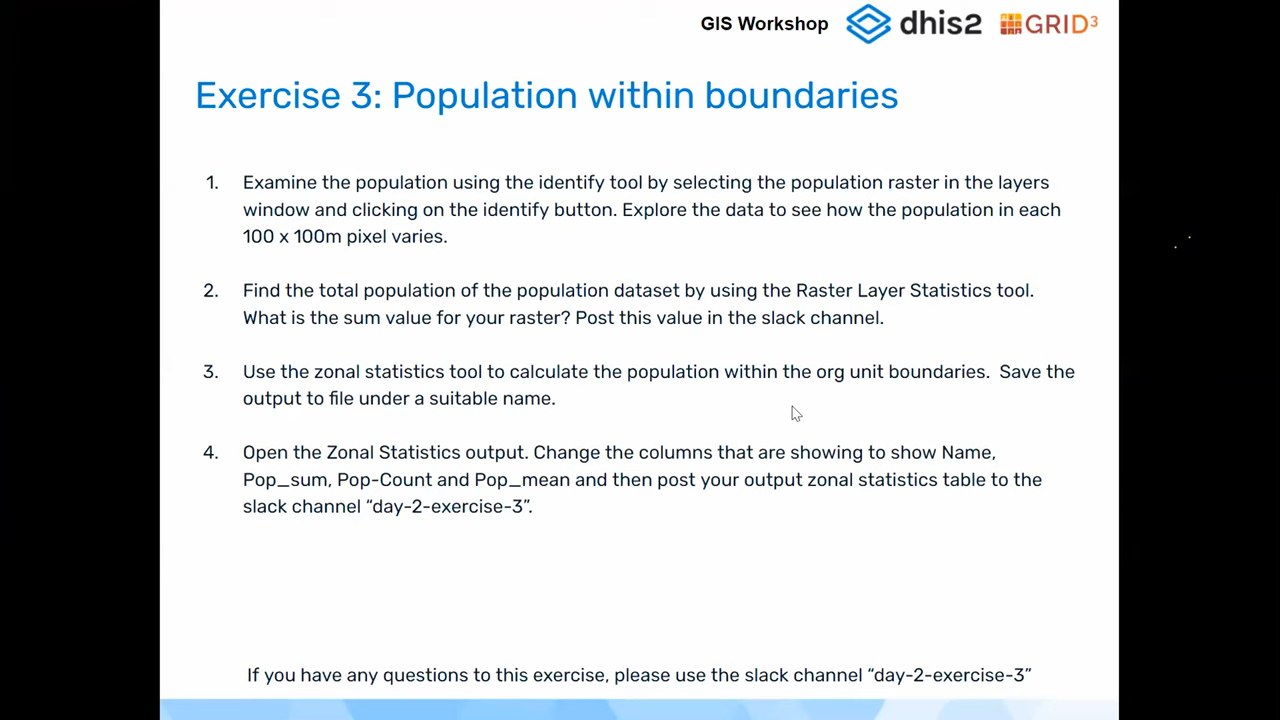 GIS Workshop dhis2 GRID3
Exercise 3: Population within boundaries
1. Examine the population using the identify tool by selecting the population raster in the layers
window and clicking on the identify button. Explore the data to see how the population in each
100 x 100m pixel varies.
2. Find the total population of the population dataset by using the Raster Layer Statistics tool.
What is the sum value for your raster? Post this value in the slack channel.
3. Use the zonal statistics tool to calculate the population within the org unit boundaries.  Save the
output to file under a suitable name.
4. Open the Zonal Statistics output. Change the columns that are showing to show Name,
Pop_sum, Pop-Count and Pop_mean and then post your output zonal statistics table to the
slack channel “day-2-exercise-3”.
If you have any questions to this exercise, please use the slack channel “day-2-exercise-3”